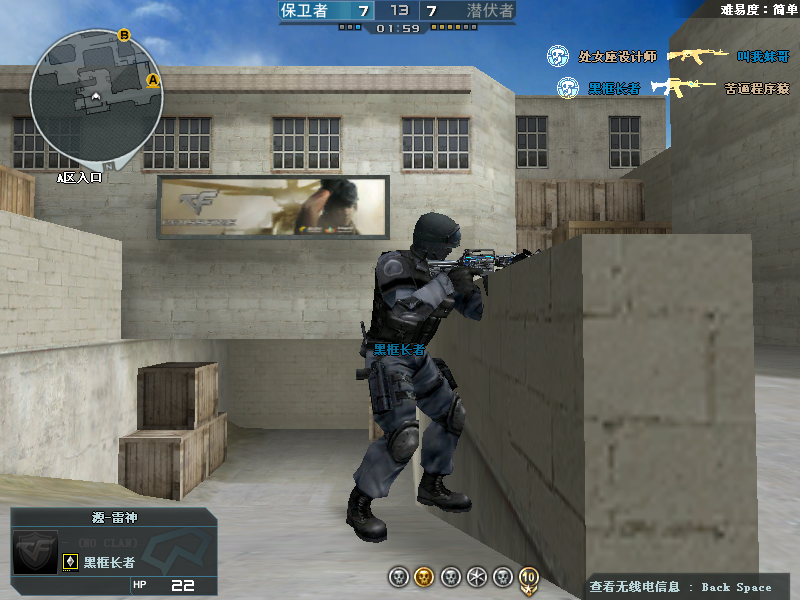 保卫者 7 13 7 潜伏者
01:59
难易度：简单
处女座设计师 叫我妹哥
黑框长者 苦逼程序猿
B
A
N
A区入口
黑框长者
源-雷神
- (NO CLAN)
黑框长者
HP 22
10
查看无线电信息 : Back Space